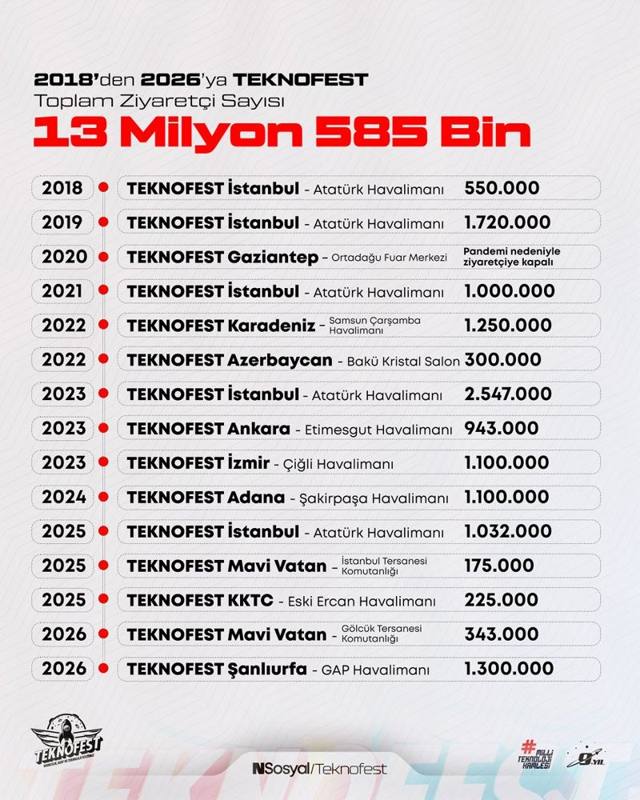 2018'den 2026'ya TEKNOFEST
Toplam Ziyaretçi Sayısı
13 Milyon 585 Bin
2018 TEKNOFEST İstanbul - Atatürk Havalimanı 550.000
2019 TEKNOFEST İstanbul - Atatürk Havalimanı 1.720.000
2020 TEKNOFEST Gaziantep - Ortadağu Fuar Merkezi Pandemi nedeniyle
ziyaretçiye kapalı
2021 TEKNOFEST İstanbul - Atatürk Havalimanı 1.000.000
2022 TEKNOFEST Karadeniz - Samsun Çarşamba
Havalimanı 1.250.000
2022 TEKNOFEST Azerbaycan - Bakü Kristal Salon 300.000
2023 TEKNOFEST İstanbul - Atatürk Havalimanı 2.547.000
2023 TEKNOFEST Ankara - Etimesgut Havalimanı 943.000
2023 TEKNOFEST İzmir - Çiğli Havalimanı 1.100.000
2024 TEKNOFEST Adana - Şakirpaşa Havalimanı 1.100.000
2025 TEKNOFEST İstanbul - Atatürk Havalimanı 1.032.000
2025 TEKNOFEST Mavi Vatan - İstanbul Tersanesi
Komutanlığı 175.000
2025 TEKNOFEST KKTC - Eski Ercan Havalimanı 225.000
2026 TEKNOFEST Mavi Vatan - Gölcük Tersanesi
Komutanlığı 343.000
2026 TEKNOFEST Şanlıurfa - GAP Havalimanı 1.300.000
TEKNOFEST
NSosyal/Teknofest
#MİLLİ
TEKNOLOJİ
HAMLESİ
9.YIL
TEKNOFEST